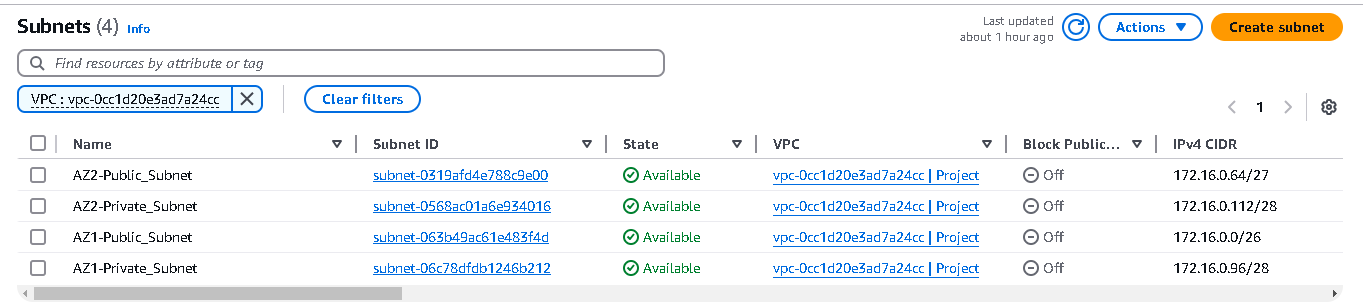 Subnets (4) Info
Last updated
about 1 hour ago
Actions
Create subnet
Find resources by attribute or tag
VPC : vpc-0cc1d20e3ad7a24cc
Clear filters
1
Name Subnet ID State VPC Block Public... IPv4 CIDR
AZ2-Public_Subnet subnet-0319afd4e788c9e00 Available vpc-0cc1d20e3ad7a24cc | Project Off 172.16.0.64/27
AZ2-Private_Subnet subnet-0568ac01a6e934016 Available vpc-0cc1d20e3ad7a24cc | Project Off 172.16.0.112/28
AZ1-Public_Subnet subnet-063b49ac61e483f4d Available vpc-0cc1d20e3ad7a24cc | Project Off 172.16.0.0/26
AZ1-Private_Subnet subnet-06c78dfdb1246b212 Available vpc-0cc1d20e3ad7a24cc | Project Off 172.16.0.96/28